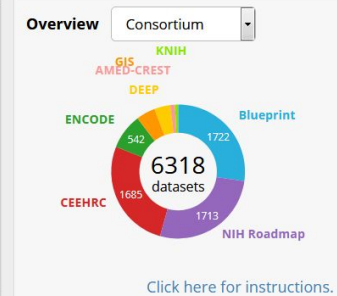 Overview Consortium
KNIH
GIS
AMED-CREST
DEEP
Blueprint
ENCODE
1722
542
6318
datasets
1685
CEEHRC
1713
NIH Roadmap
Click here for instructions.